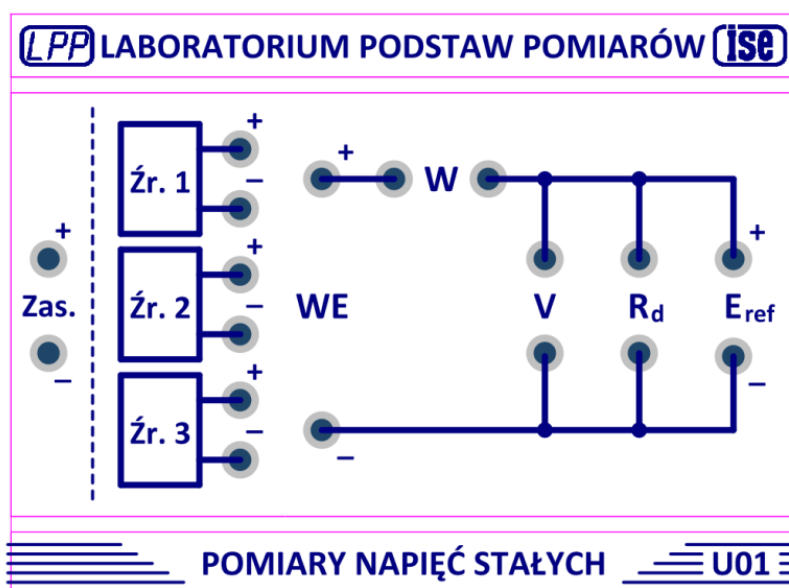 LPP LABORATORIUM PODSTAW POMIARÓW ise
Źr. 1 + –
+ W
Zas. + –
Źr. 2 + –
WE
V
Rd
Eref + –
Źr. 3 + –
–
POMIARY NAPIĘĆ STAŁYCH U01